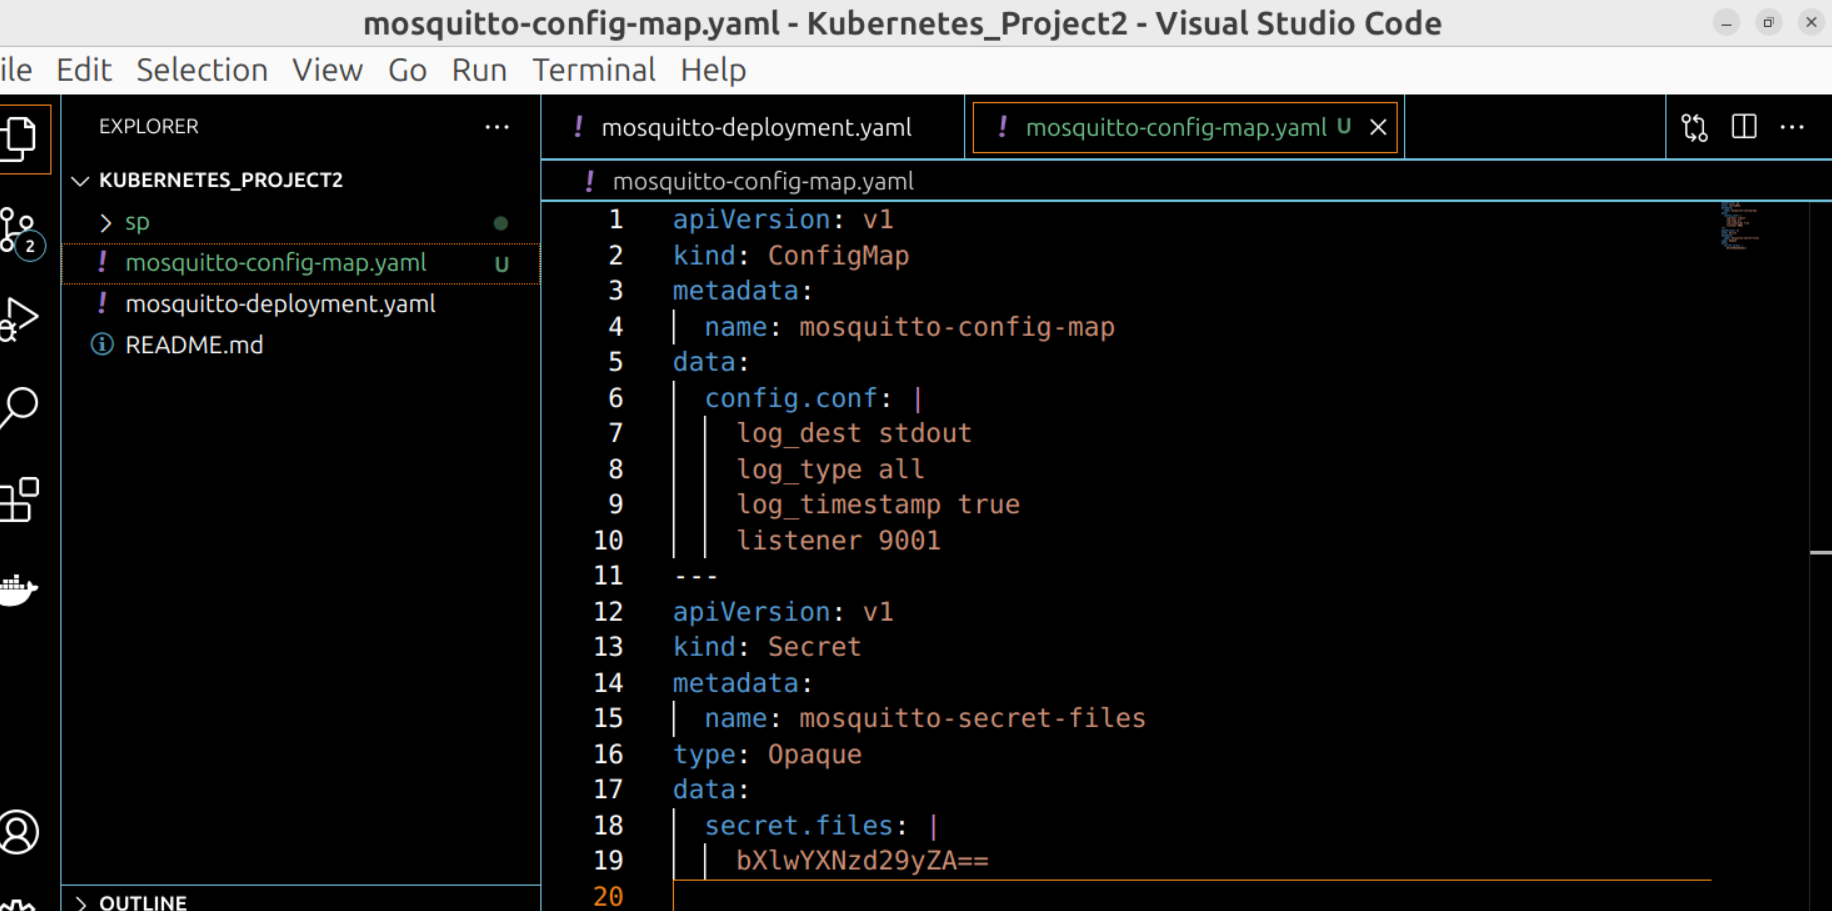 mosquitto-config-map.yaml - Kubernetes_Project2 - Visual Studio Code
ile Edit Selection View Go Run Terminal Help
EXPLORER
mosquitto-deployment.yaml
mosquitto-config-map.yaml U
KUBERNETES_PROJECT2
sp
mosquitto-config-map.yaml U
mosquitto-deployment.yaml
README.md
2
OUTLINE
mosquitto-config-map.yaml
1 apiVersion: v1
2 kind: ConfigMap
3 metadata:
4   name: mosquitto-config-map
5 data:
6   config.conf: |
7     log_dest stdout
8     log_type all
9     log_timestamp true
10     listener 9001
11 ---
12 apiVersion: v1
13 kind: Secret
14 metadata:
15   name: mosquitto-secret-files
16 type: Opaque
17 data:
18   secret.files: |
19     bXlwYXNzd29yZA==
20